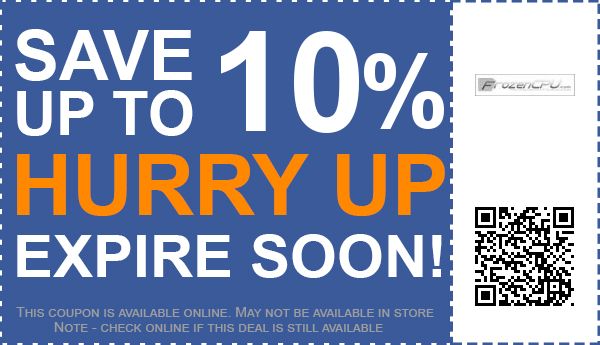 SAVE UP TO 10%
HURRY UP
EXPIRE SOON!
THIS COUPON IS AVAILABLE ONLINE. MAY NOT BE AVAILABLE IN STORE
NOTE - CHECK ONLINE IF THIS DEAL IS STILL AVAILABLE
FROZENCPU.com